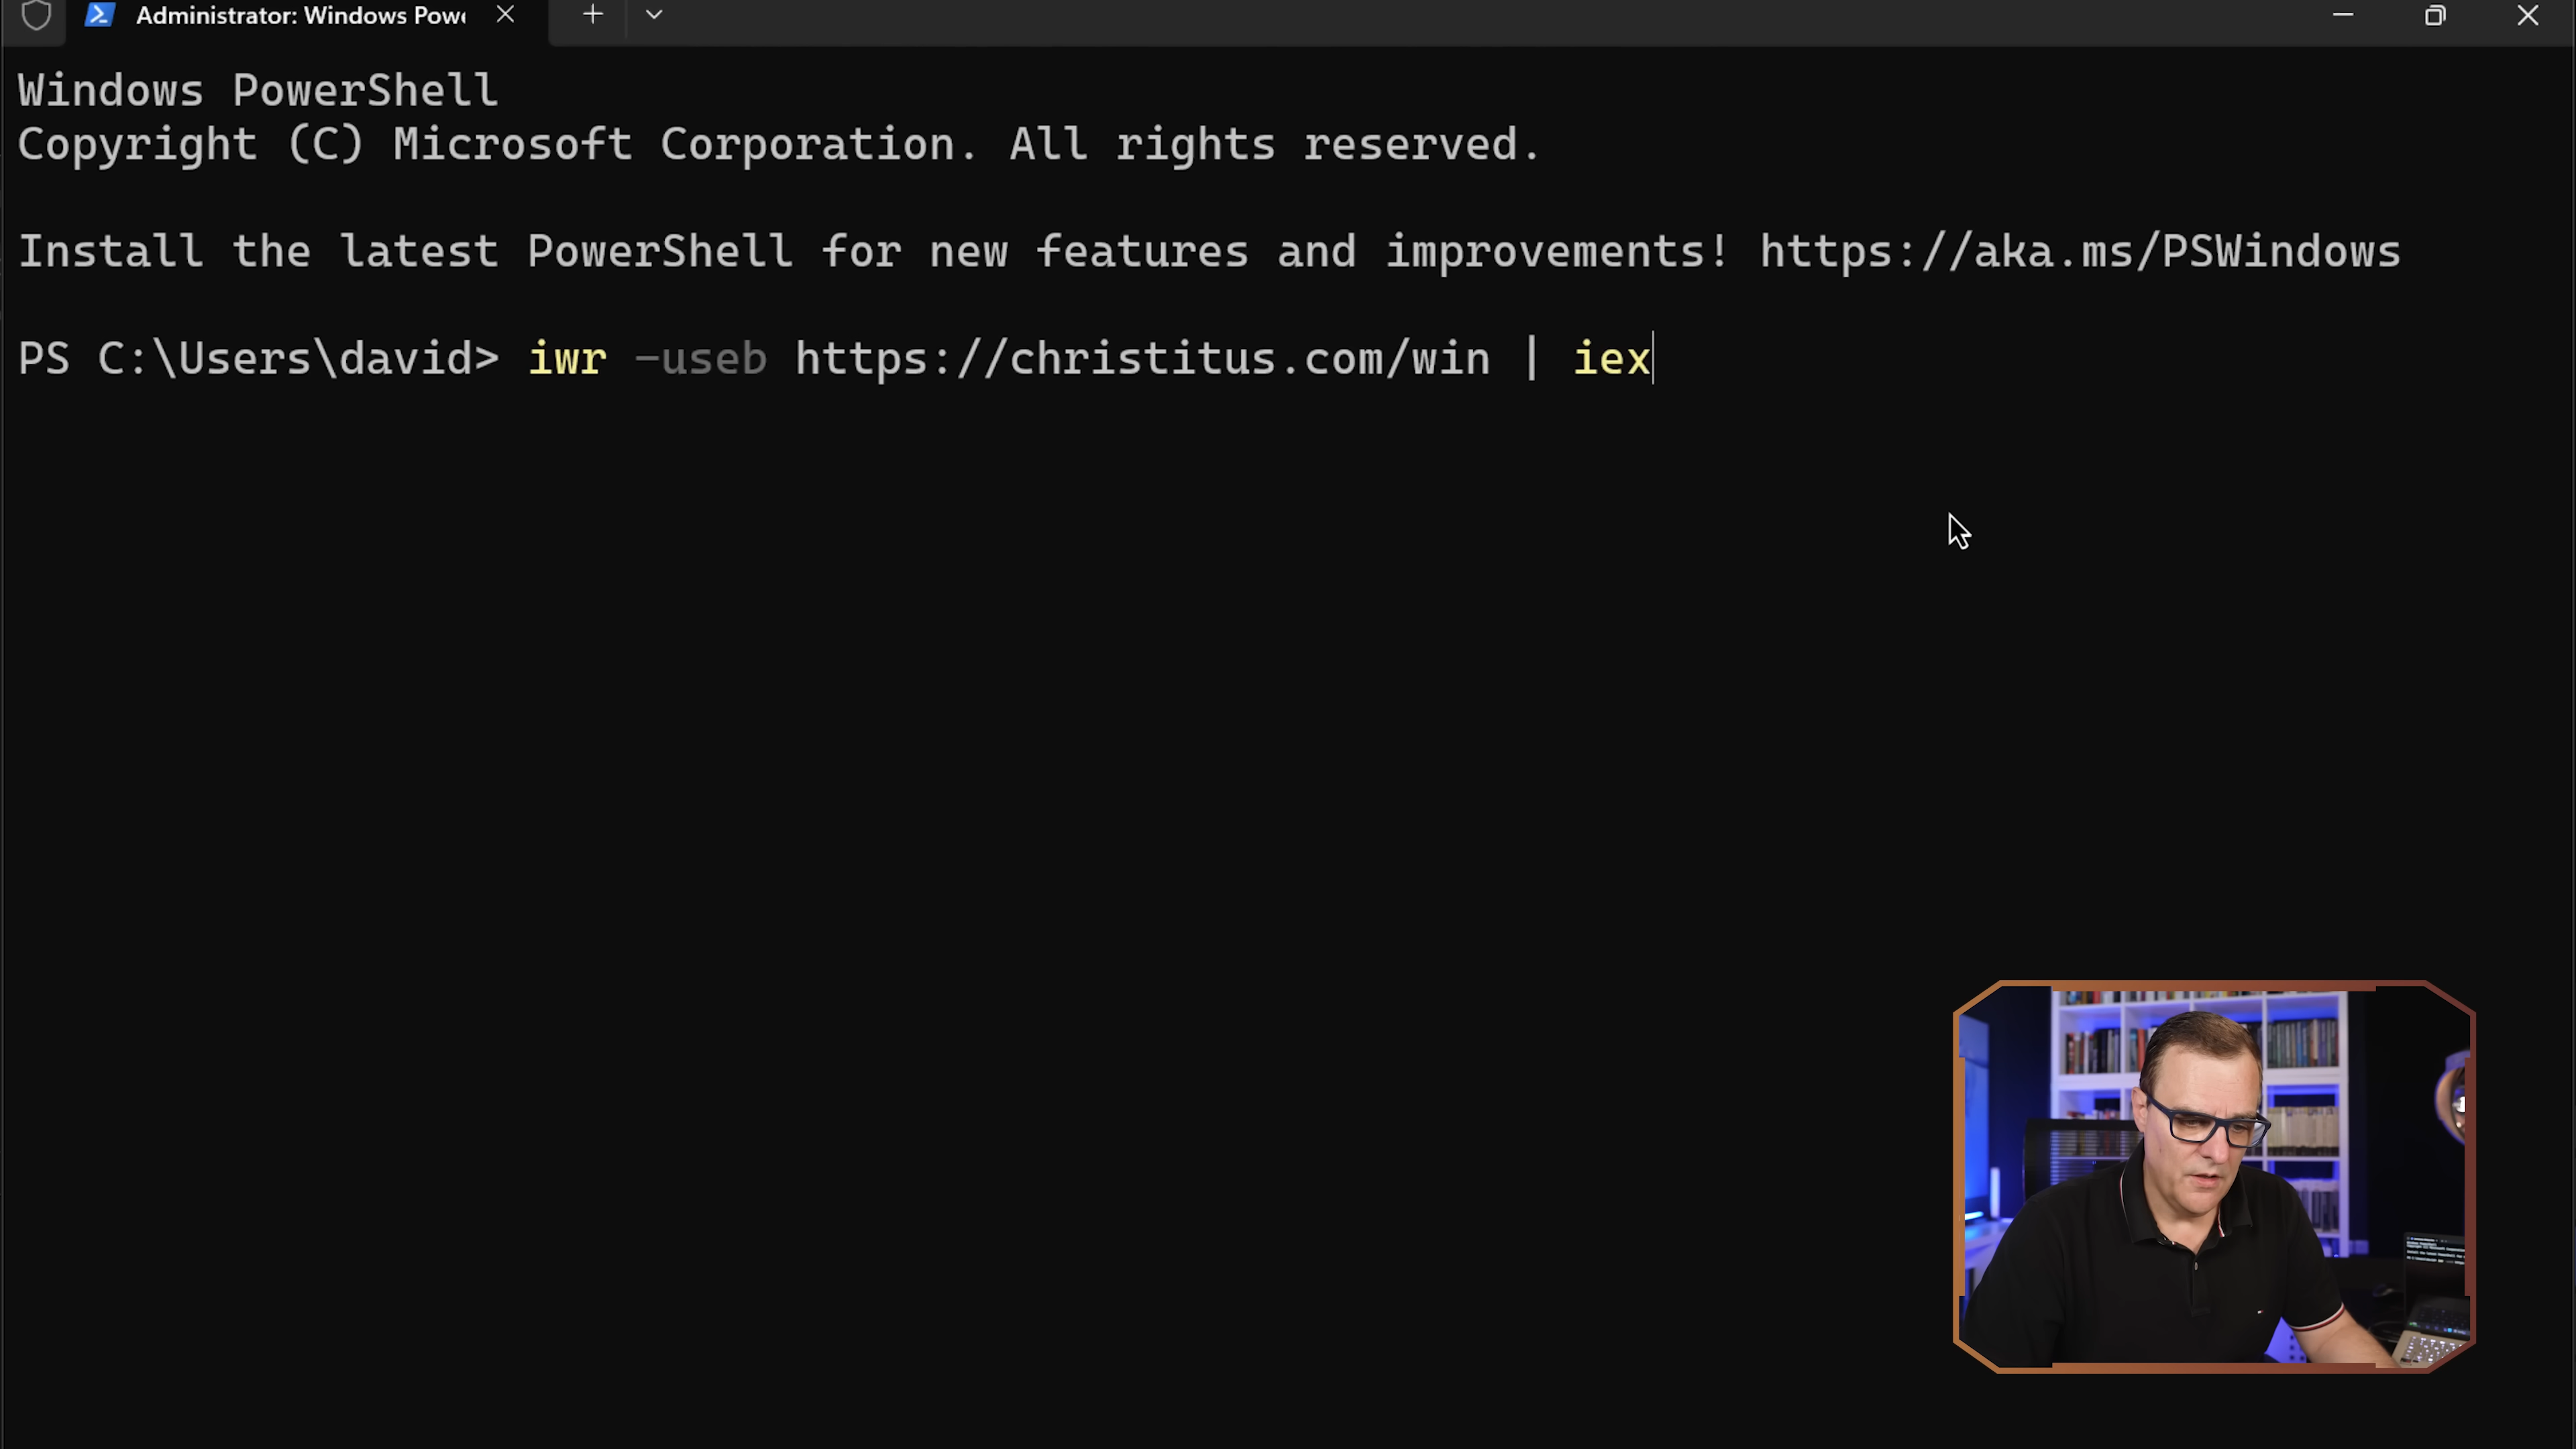 Administrator: Windows Pow
Windows PowerShell
Copyright (C) Microsoft Corporation. All rights reserved.
Install the latest PowerShell for new features and improvements! https://aka.ms/PSWindows
PS C:\Users\david> iwr -useb https://christitus.com/win | iex